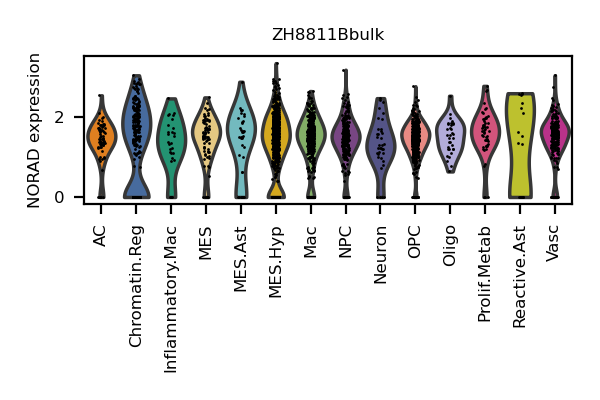 ZH8811Bbulk
NORAD expression
2
0
AC
Chromatin.Reg
Inflammatory.Mac
MES
MES.Ast
MES.Hyp
Mac
NPC
Neuron
OPC
Oligo
Prolif.Metab
Reactive.Ast
Vasc